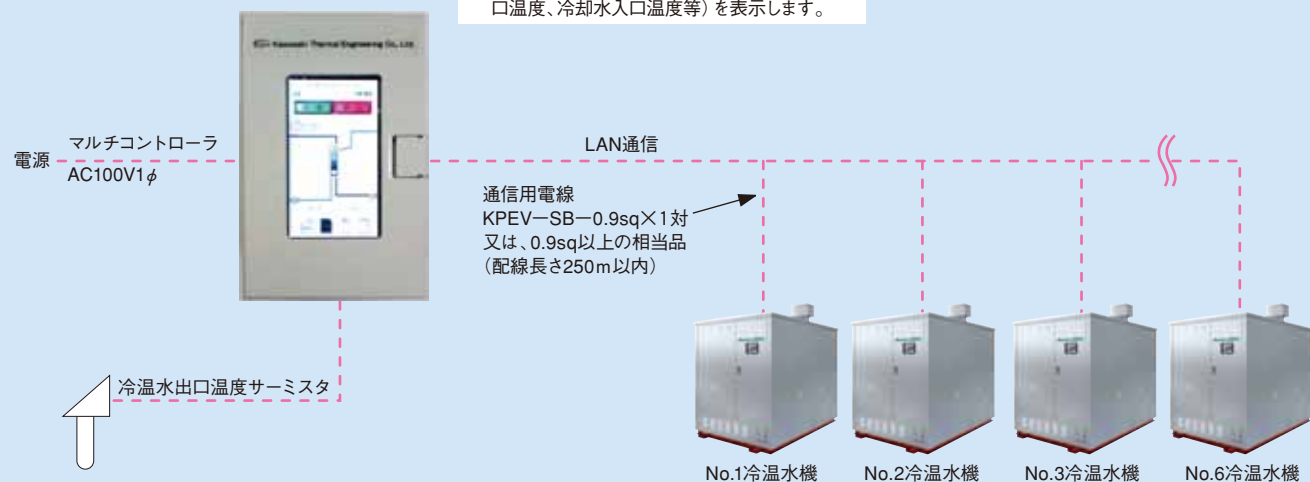 口温度、冷却水入口温度等)を表示します。
Kawasaki Thermal Engineering Co., Ltd.
電源
マルチコントローラ
AC100V1φ
LAN通信
通信用電線
KPEV－SB－0.9sq×1対
又は、0.9sq以上の相当品
(配線長さ250m以内)
冷温水出口温度サーミスタ
No.1冷温水機
No.2冷温水機
No.3冷温水機
No.6冷温水機